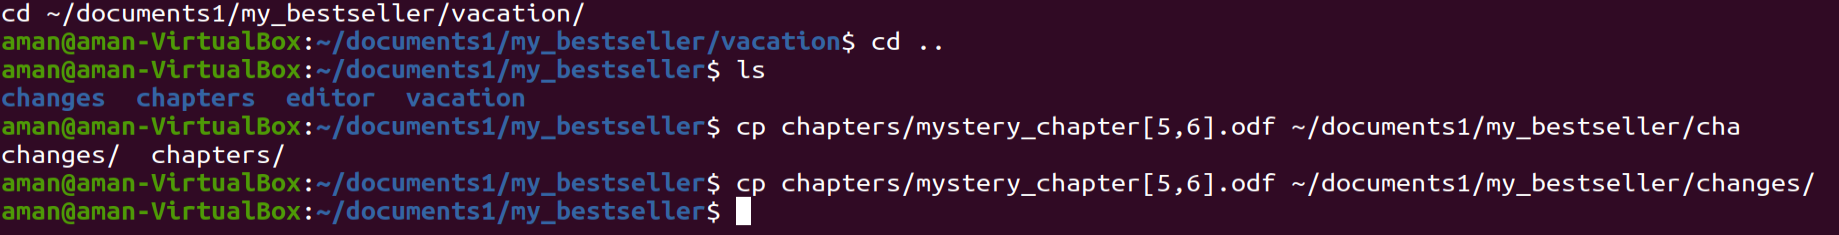 cd ~/documents1/my_bestseller/vacation/
aman@aman-VirtualBox:~/documents1/my_bestseller/vacation$ cd ..
aman@aman-VirtualBox:~/documents1/my_bestseller$ ls
changes  chapters  editor  vacation
aman@aman-VirtualBox:~/documents1/my_bestseller$ cp chapters/mystery_chapter[5,6].odf ~/documents1/my_bestseller/cha
changes/  chapters/
aman@aman-VirtualBox:~/documents1/my_bestseller$ cp chapters/mystery_chapter[5,6].odf ~/documents1/my_bestseller/changes/
aman@aman-VirtualBox:~/documents1/my_bestseller$